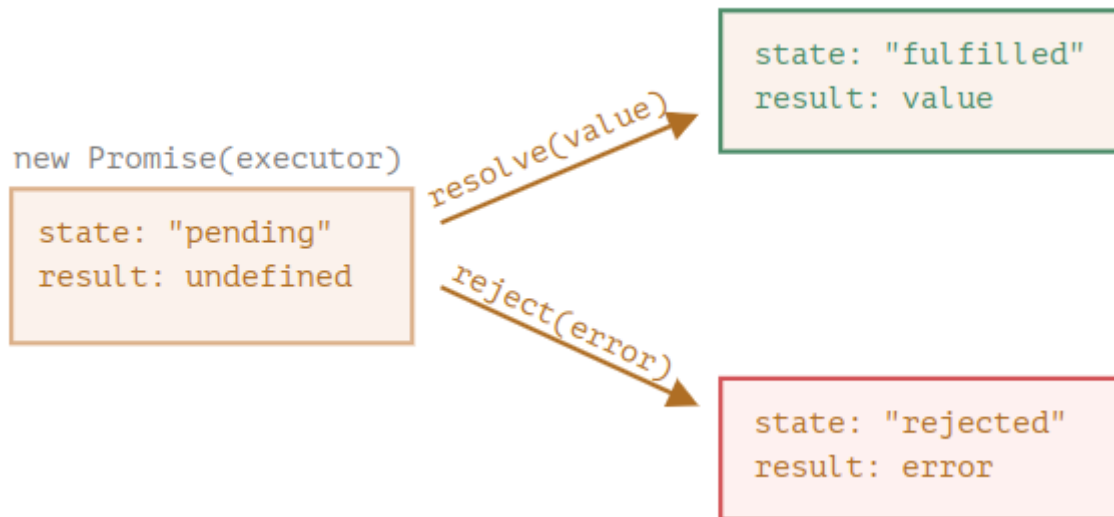 new Promise(executor)
state: "pending"
result: undefined
resolve(value)
reject(error)
state: "fulfilled"
result: value
state: "rejected"
result: error